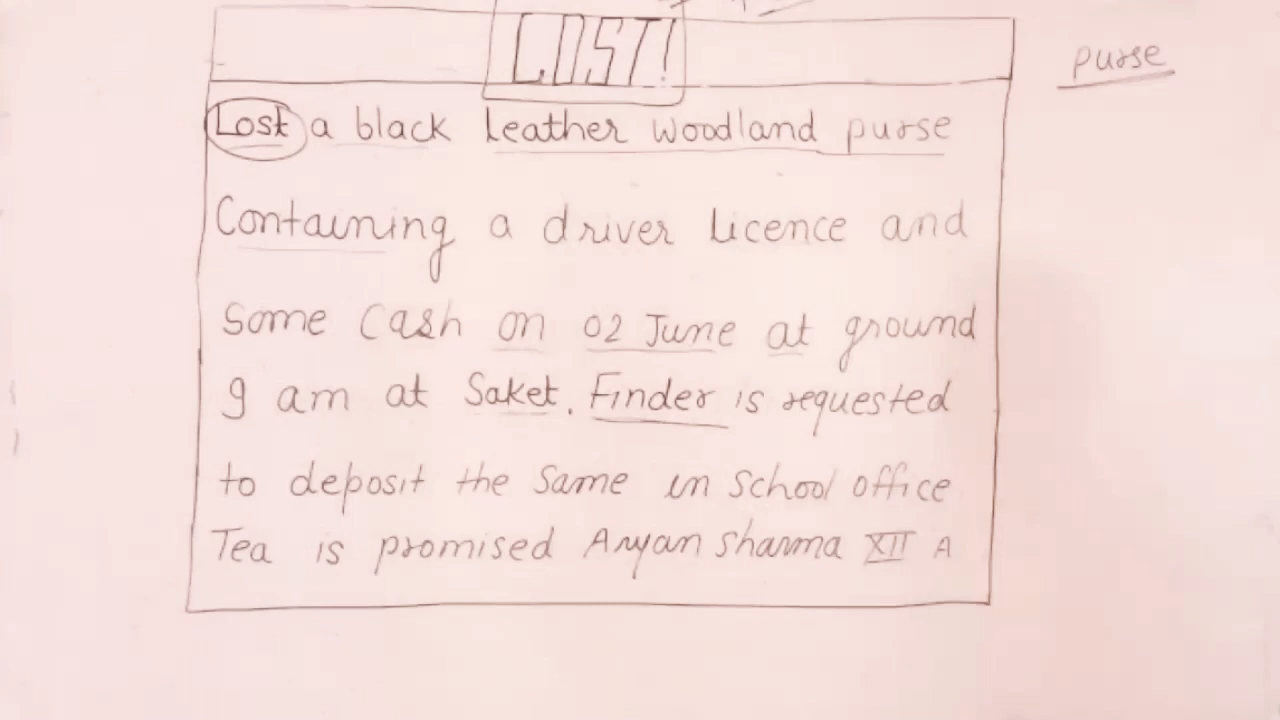 LOST!
purse
Lost a black leather woodland purse
Containing a driver licence and
Some Cash on 02 June at ground
9 am at Saket. Finder is requested
to deposit the Same in School office
Tea is promised Aryan Sharma XII A